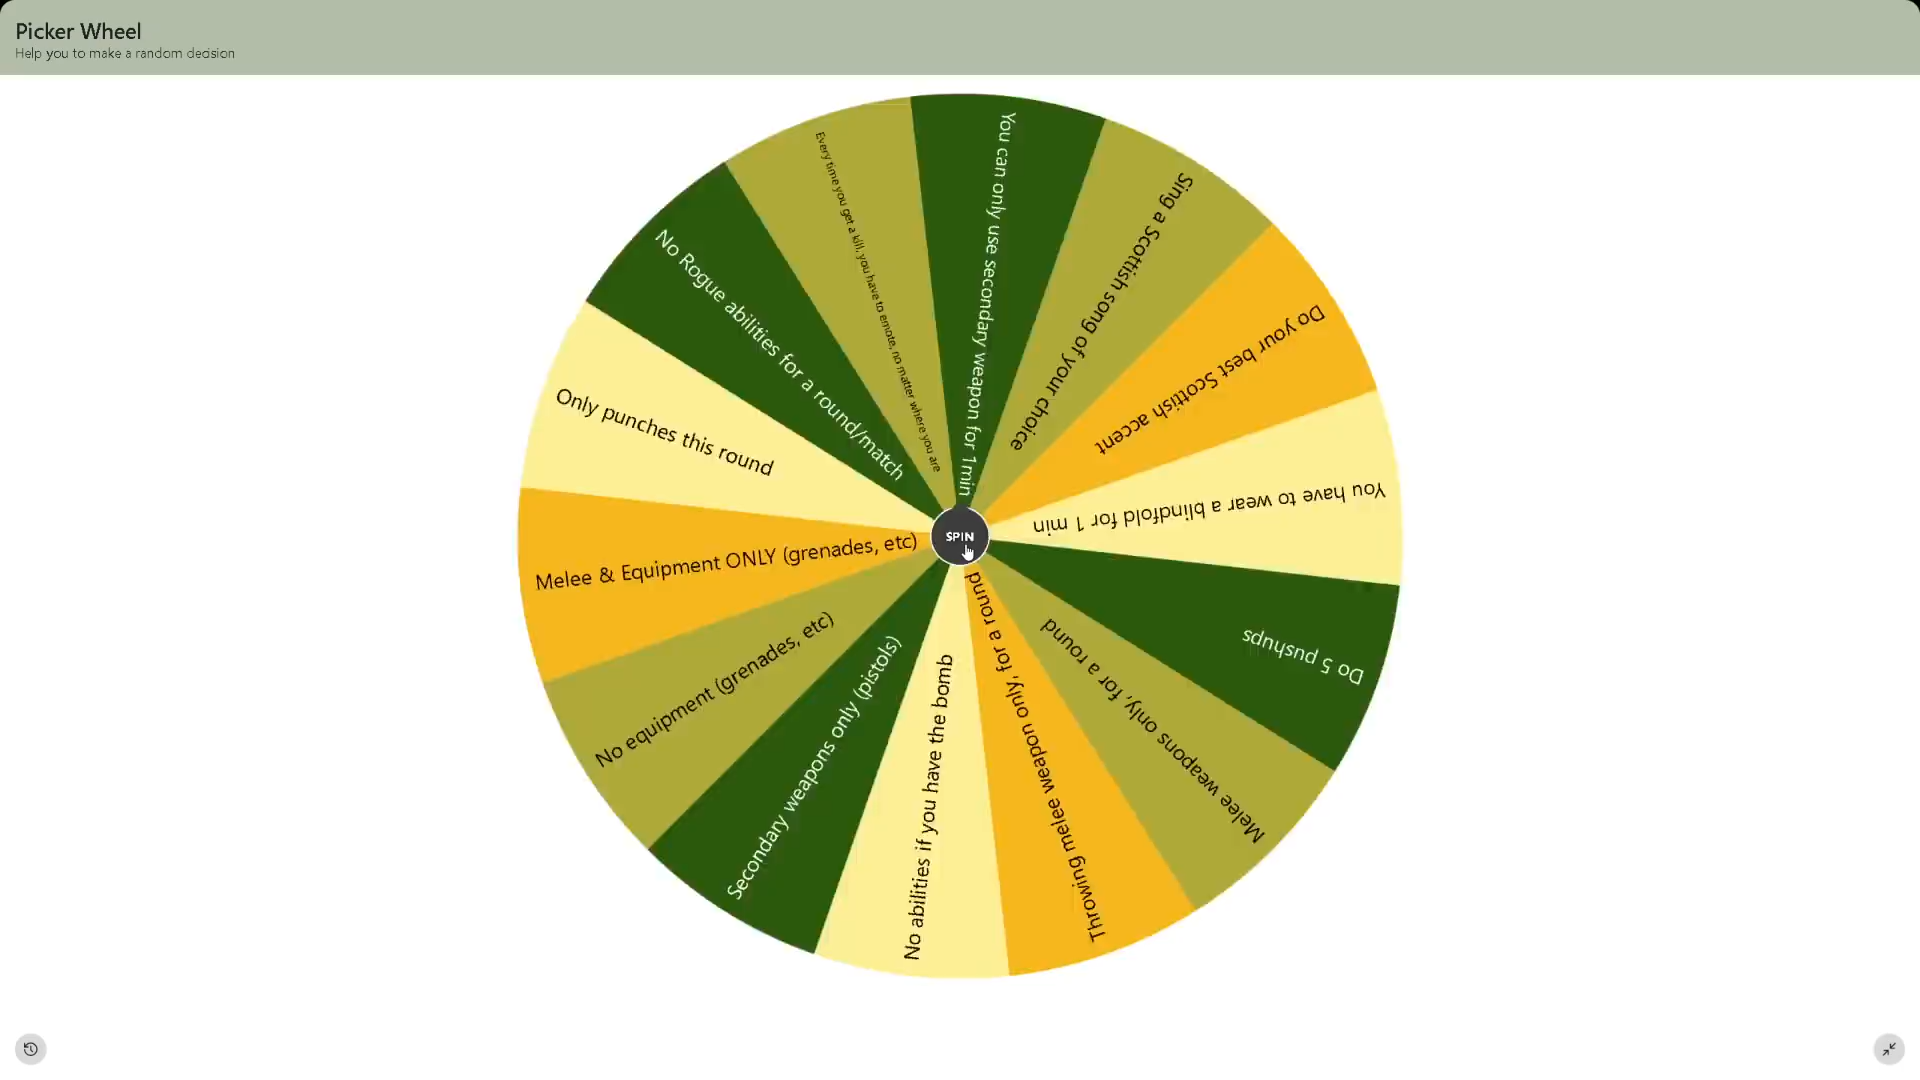 Picker Wheel
Help you to make a random decision
You can only use secondary weapon for 1min
Sing a Scottish song of your choice
Do your best Scottish accent
You have to wear a blindfold for 1 min
Do 5 pushups
Melee weapons only, for a round
Throwing melee weapon only, for a round
No abilities if you have the bomb
Secondary weapons only (pistols)
No equipment (grenades, etc)
Melee & Equipment ONLY (grenades, etc)
Only punches this round
No Rogue abilities for a round/match
Every time you get a kill, you have to emote, no matter where you are
SPIN